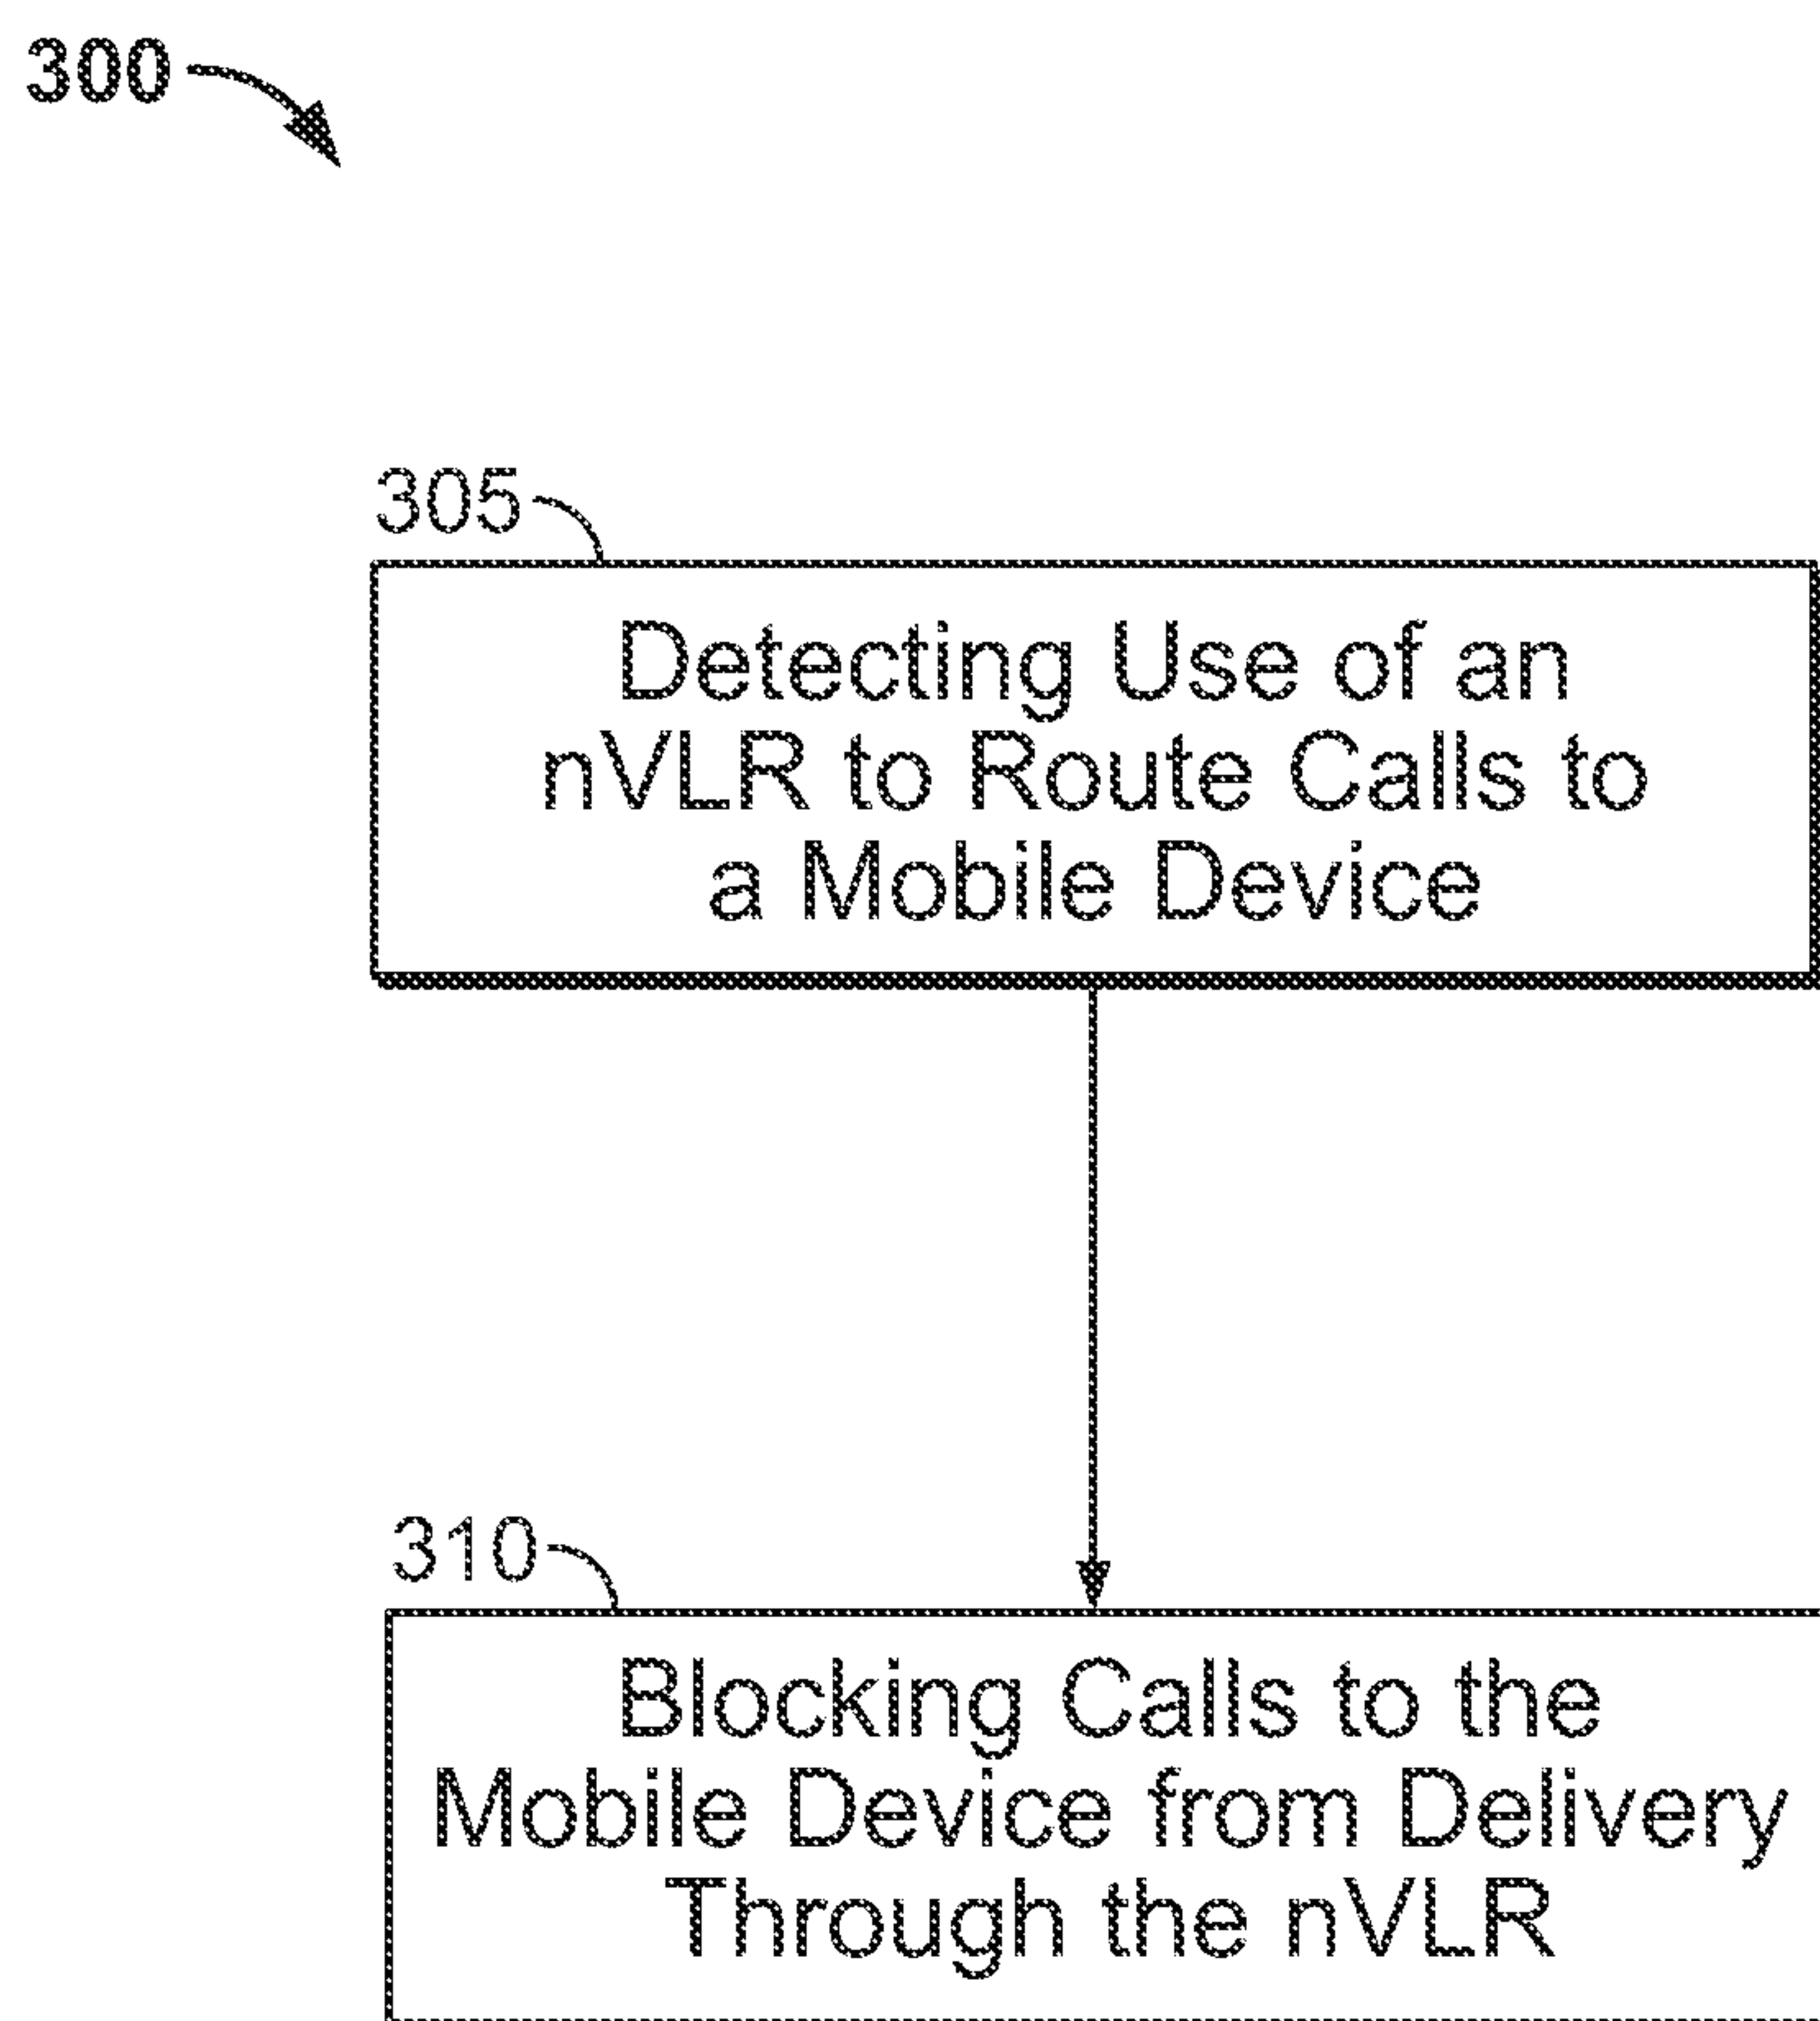 300
305
Detecting Use of an
nVLR to Route Calls to
a Mobile Device
310
Blocking Calls to the
Mobile Device from Delivery
Through the nVLR